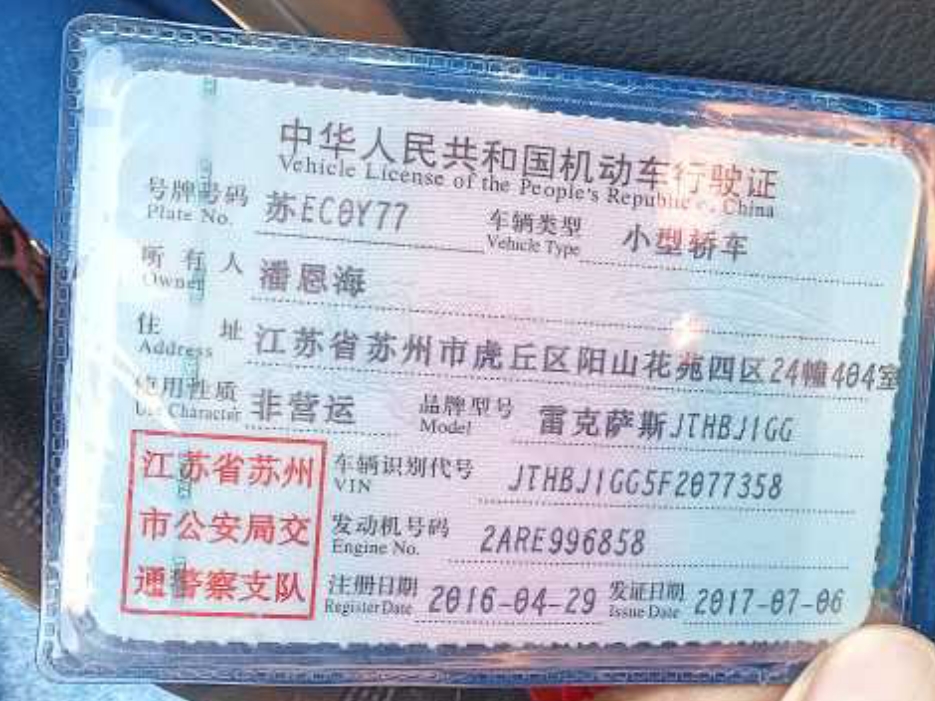 中华人民共和国机动车行驶证
Vehicle License of the People's Republic of China
号牌号码 苏EC0Y77 车辆类型 小型轿车
Plate No. Vehicle Type
所有人 潘恩海
Owner
住址 江苏省苏州市虎丘区阳山花苑四区24幢404室
Address
使用性质 非营运 品牌型号 雷克萨斯JTHBJ1GG
Use Character Model
江苏省苏州 车辆识别代号 JTHBJ1GG5F2077358
VIN
市公安局交 发动机号码 2ARE996858
Engine No.
通警察支队 注册日期 2016-04-29 发证日期 2017-07-06
Register Date Issue Date